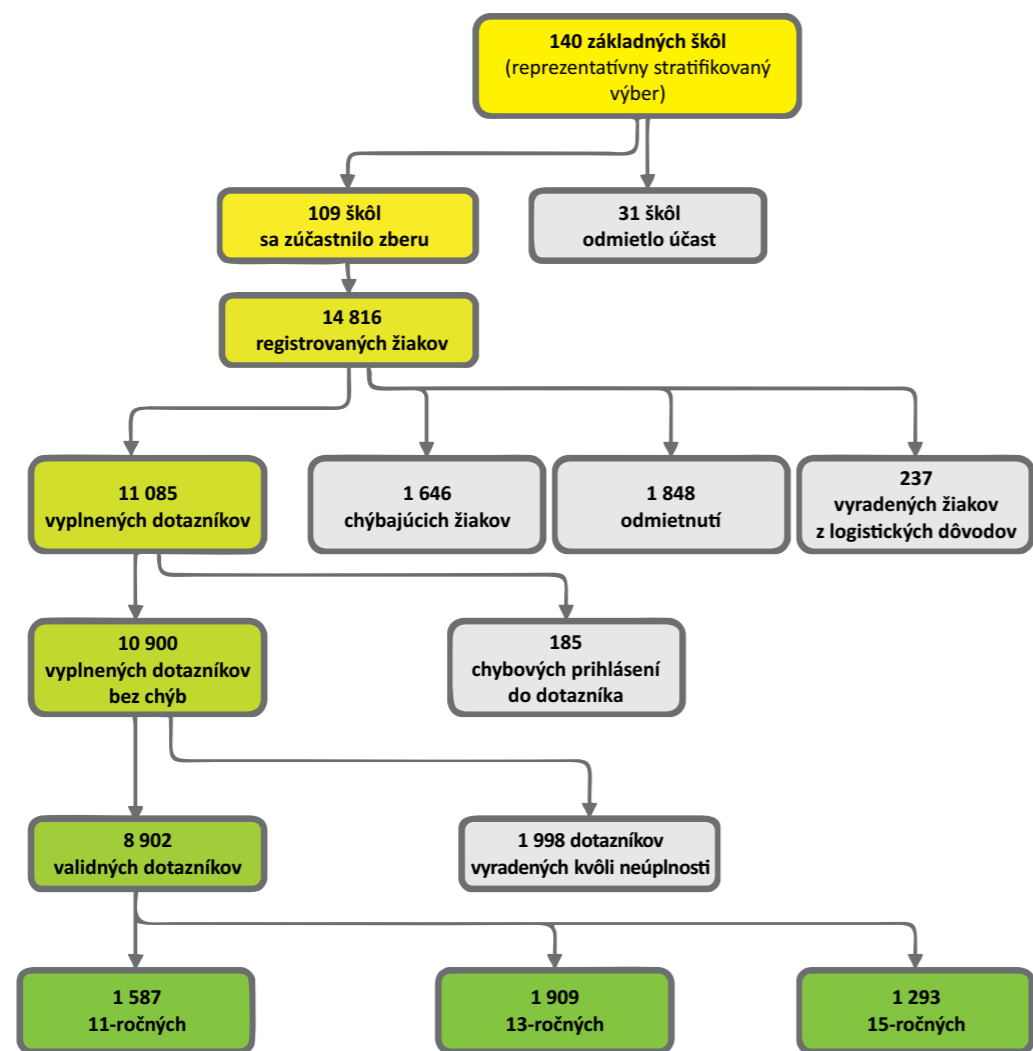 140 základných škôl
(reprezentatívny stratifikovaný
výber)
109 škôl
sa zúčastnilo zberu
31 škôl
odmietlo účast
14 816
registrovaných žiakov
11 085
vyplnených dotazníkov
1 646
chýbajúcich žiakov
1 848
odmietnutí
237
vyradených žiakov
z logistických dôvodov
10 900
vyplnených dotazníkov
bez chýb
185
chybových prihlásení
do dotazníka
8 902
validných dotazníkov
1 998 dotazníkov
vyradených kvôli neúplnosti
1 587
11-ročných
1 909
13-ročných
1 293
15-ročných